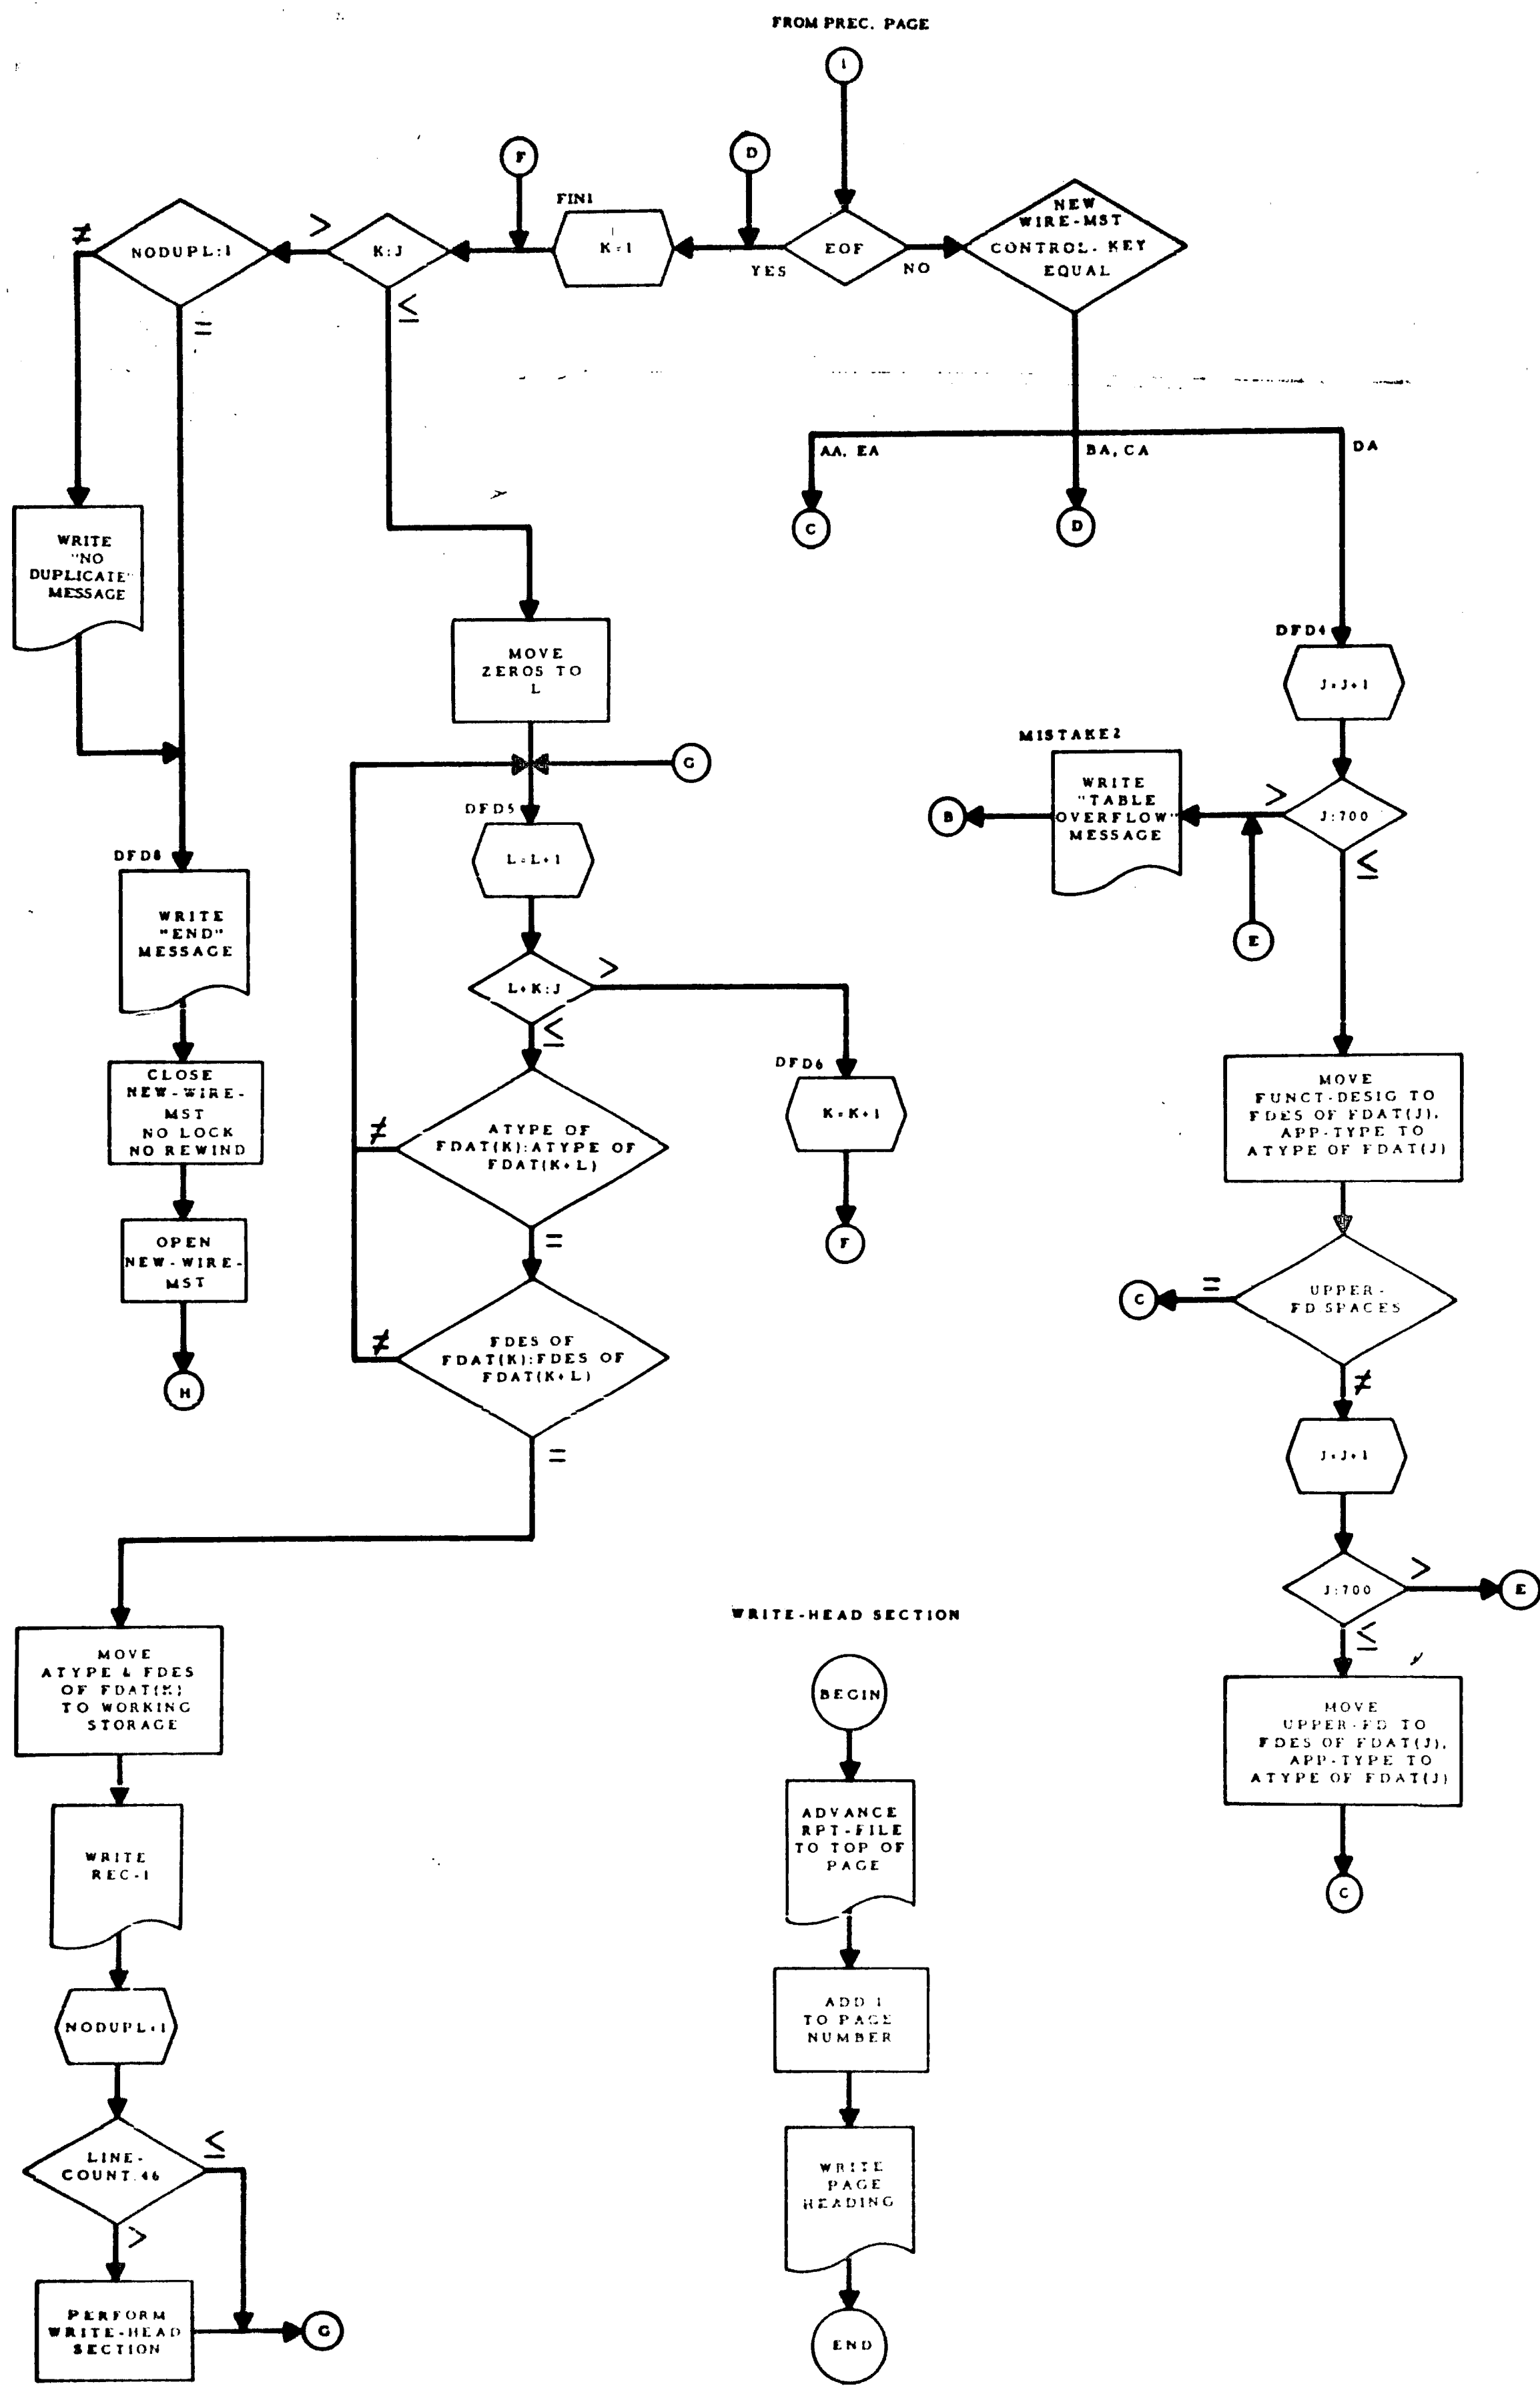 FROM PREC. PAGE
1
F
D
FIN1
NODUPL:1
≠
=
>
K:J
≤
K=1
YES
EOF
NO
NEW
WIRE-MST
CONTROL-KEY
EQUAL
AA, EA
BA, CA
DA
C
D
WRITE
"NO
DUPLICATE"
MESSAGE
MOVE
ZEROS TO
L
G
DFD5
L=L+1
L+K:J
>
≤
DFD6
K=K+1
F
ATYPE OF
FDAT(K):ATYPE OF
FDAT(K+L)
≠
=
FDES OF
FDAT(K):FDES OF
FDAT(K+L)
≠
=
DFD8
WRITE
"END"
MESSAGE
CLOSE
NEW-WIRE-
MST
NO LOCK
NO REWIND
OPEN
NEW-WIRE-
MST
H
DFD4
J=J+1
J:700
>
≤
MISTAKE2
WRITE
"TABLE
OVERFLOW"
MESSAGE
B
E
MOVE
FUNCT-DESIG TO
FDES OF FDAT(J),
APP-TYPE TO
ATYPE OF FDAT(J)
UPPER-
FD SPACES
=
C
≠
J=J+1
J:700
>
E
≤
MOVE
UPPER-FD TO
FDES OF FDAT(J),
APP-TYPE TO
ATYPE OF FDAT(J)
C
MOVE
ATYPE & FDES
OF FDAT(K)
TO WORKING
STORAGE
WRITE
REC-1
NODUPL=1
LINE-
COUNT:46
≤
>
PERFORM
WRITE-HEAD
SECTION
G
WRITE-HEAD SECTION
BEGIN
ADVANCE
RPT-FILE
TO TOP OF
PAGE
ADD 1
TO PAGE
NUMBER
WRITE
PAGE
HEADING
END